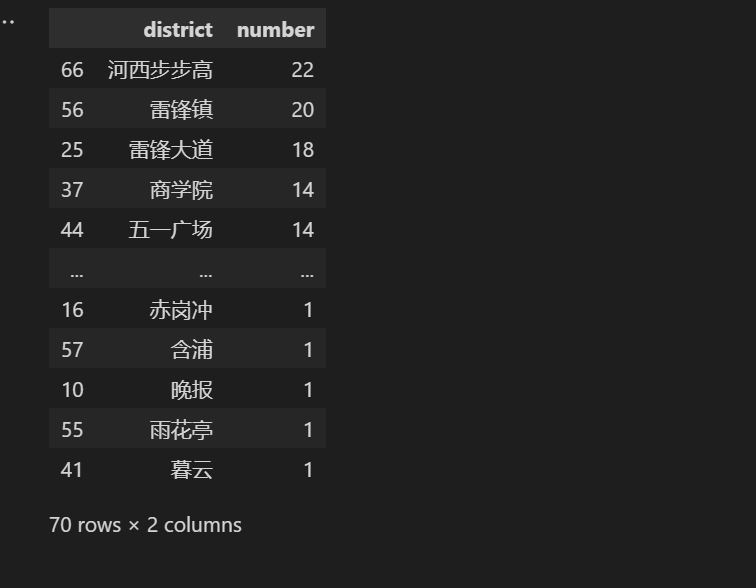 ..
district number
66 河西步步高 22
56 雷锋镇 20
25 雷锋大道 18
37 商学院 14
44 五一广场 14
... ... ...
16 赤岗冲 1
57 含浦 1
10 晚报 1
55 雨花亭 1
41 暮云 1
70 rows × 2 columns